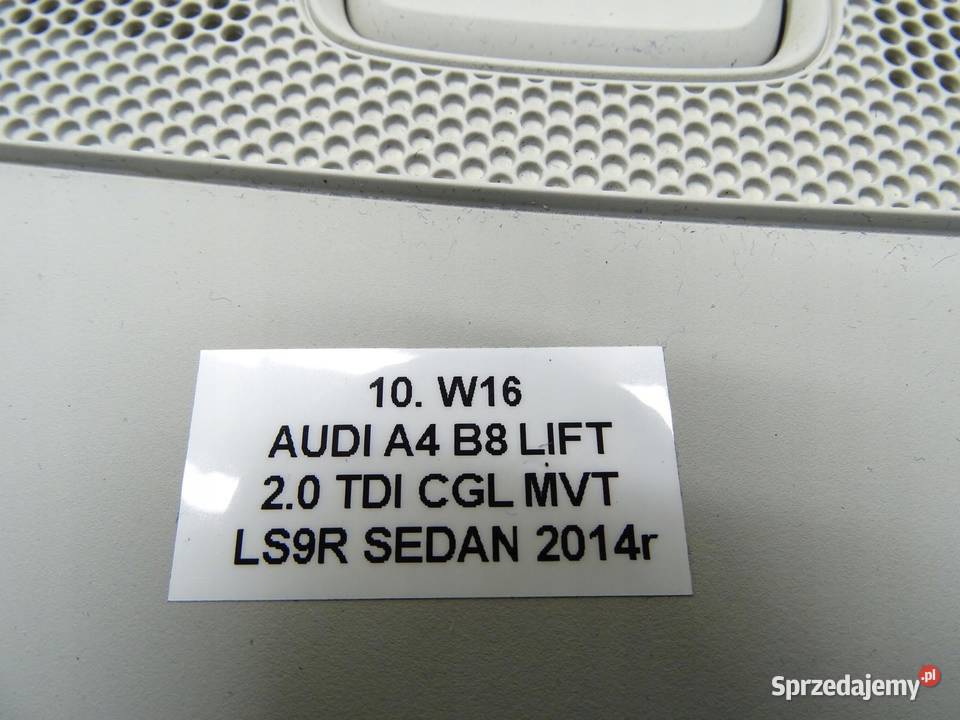 10. W16
AUDI A4 B8 LIFT
2.0 TDI CGL MVT
LS9R SEDAN 2014r
Sprzedajemy.pl